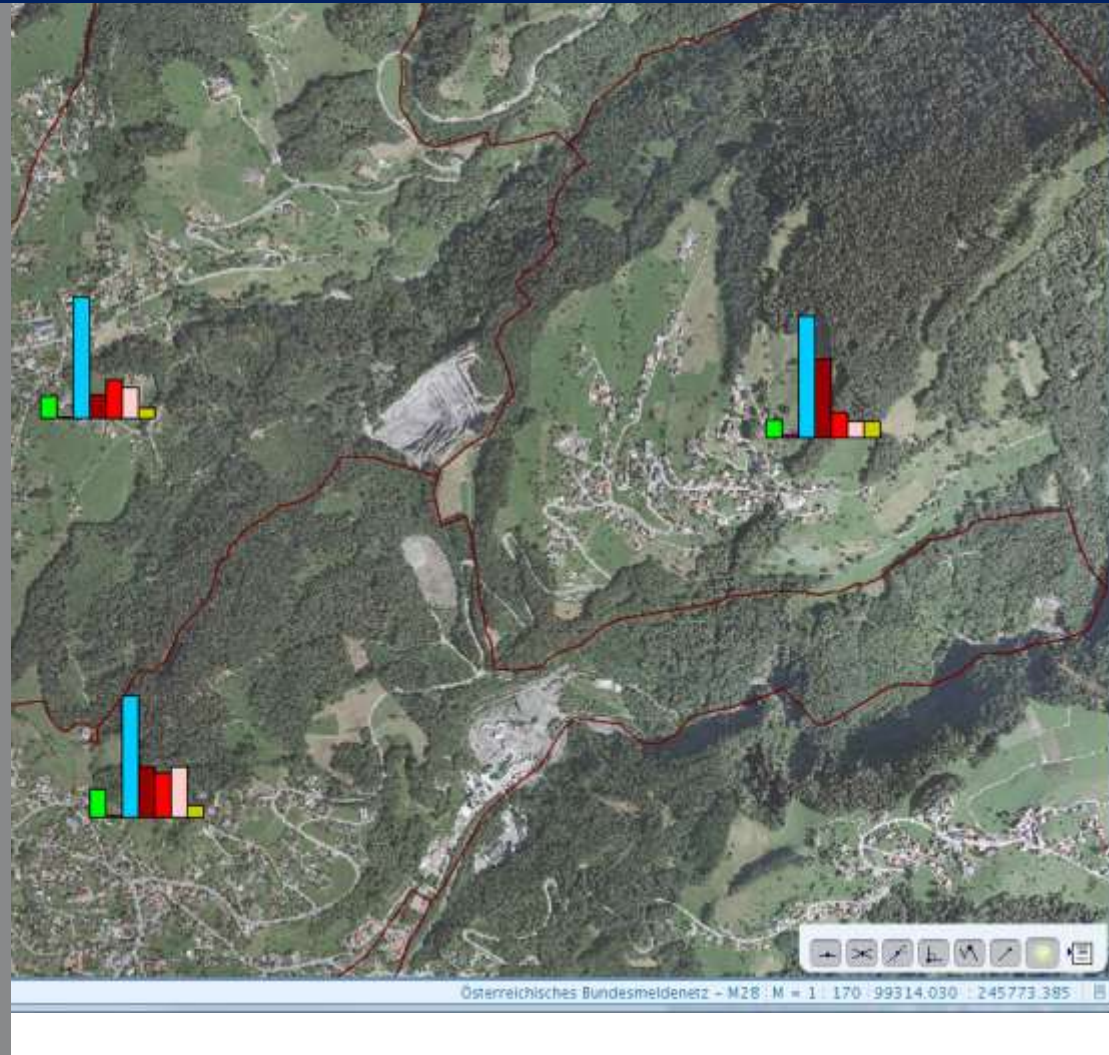 Österreichisches Bundesmeldenetz – M28 M = 1 : 170 99314.030 : 245773.385